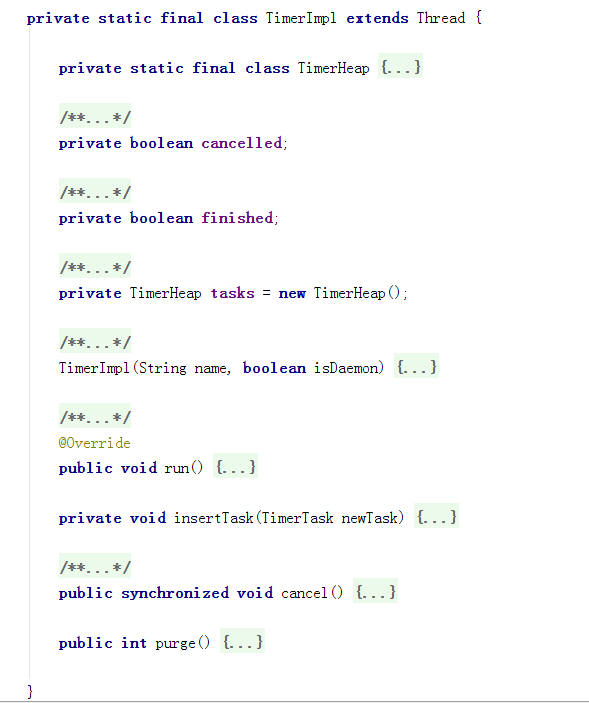 private static final class TimerImpl extends Thread {
private static final class TimerHeap {...}
/**...*/
private boolean cancelled;
/**...*/
private boolean finished;
/**...*/
private TimerHeap tasks = new TimerHeap();
/**...*/
TimerImpl(String name, boolean isDaemon) {...}
/**...*/
@Override
public void run() {...}
private void insertTask(TimerTask newTask) {...}
/**...*/
public synchronized void cancel() {...}
public int purge() {...}
}